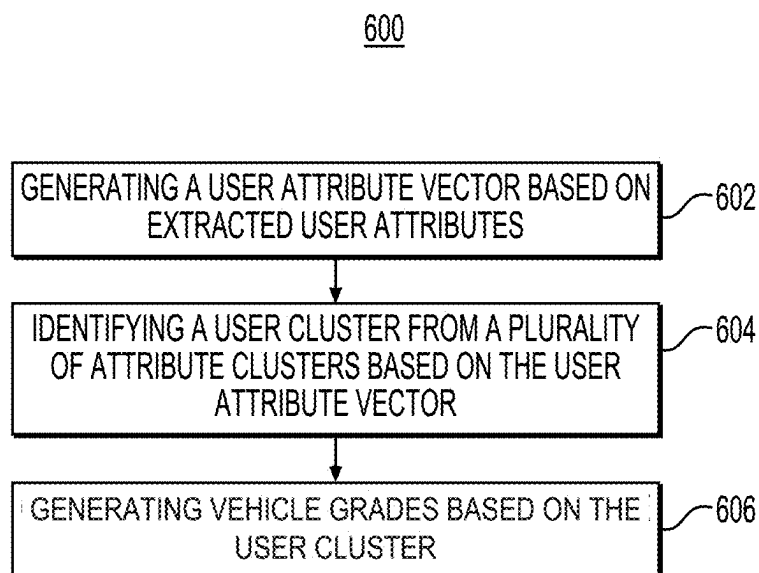 600
GENERATING A USER ATTRIBUTE VECTOR BASED ON
EXTRACTED USER ATTRIBUTES
602
IDENTIFYING A USER CLUSTER FROM A PLURALITY
OF ATTRIBUTE CLUSTERS BASED ON THE USER
ATTRIBUTE VECTOR
604
GENERATING VEHICLE GRADES BASED ON THE
USER CLUSTER
606